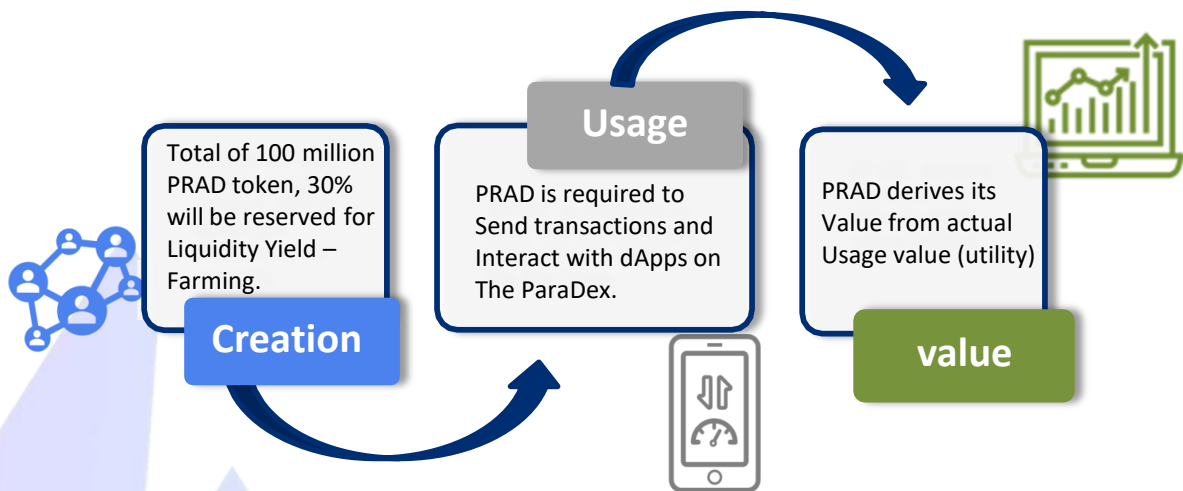 Total of 100 million
PRAD token, 30%
will be reserved for
Liquidity Yield –
Farming.
Creation
Usage
PRAD is required to
Send transactions and
Interact with dApps on
The ParaDex.
PRAD derives its
Value from actual
Usage value (utility)
value